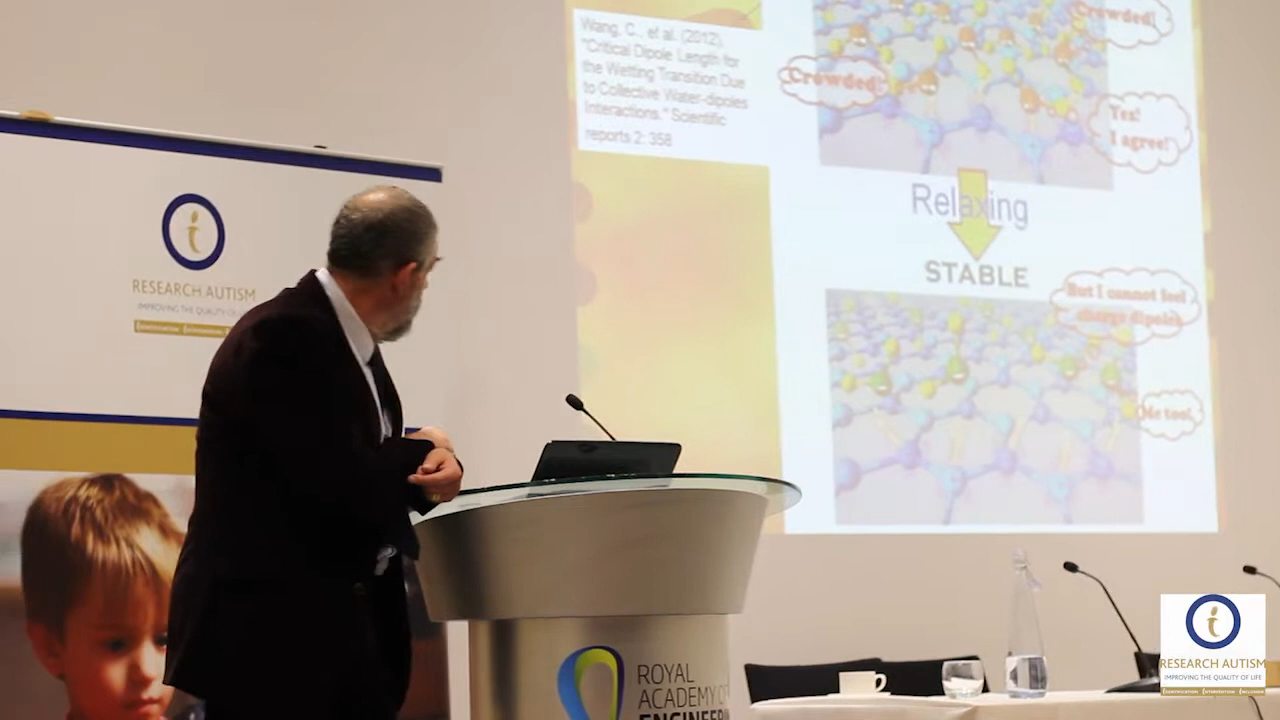 Wang, C., et al. (2012).
"Critical Dipole Length for
the Wetting Transition Due
to Collective Water-dipoles
Interactions." Scientific
reports 2: 358
Crowded!
Crowded!
Yes!
I agree!
Relaxing
STABLE
But I cannot feel
charge dipoles
Me too!
RESEARCH AUTISM
IMPROVING THE QUALITY OF
ROYAL
ACADEMY OF
ENGINEERI
RESEARCH AUTISM
IMPROVING THE QUALITY OF LIFE